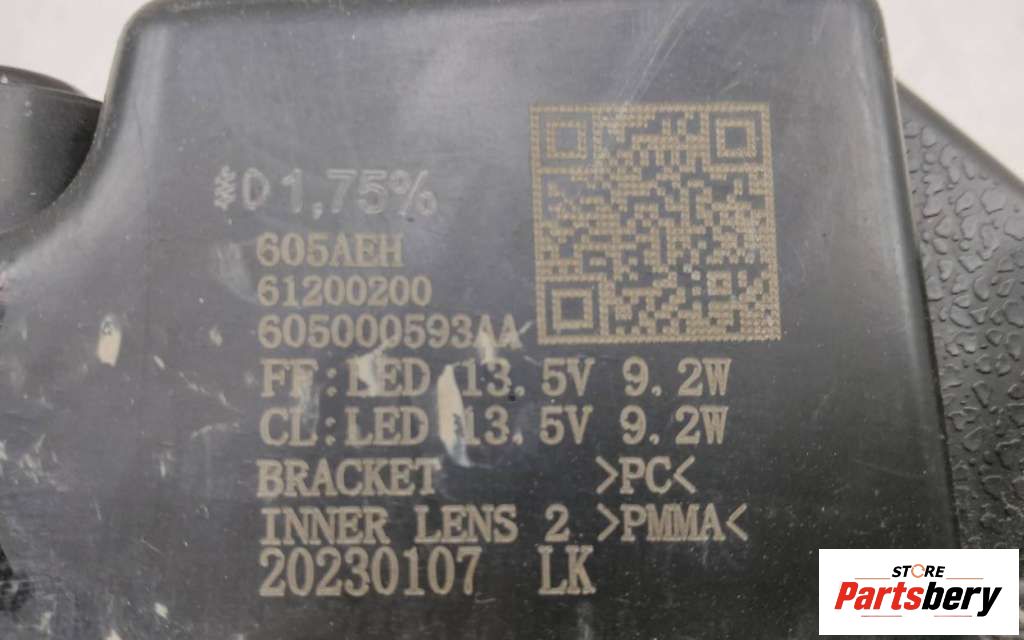 D 1,75%
605AEH
61200200
605000593AA
FF:LED 13.5V 9.2W
CL:LED 13.5V 9.2W
BRACKET >PC<
INNER LENS 2 >PMMA<
20230107 LK
STORE
Partsbery